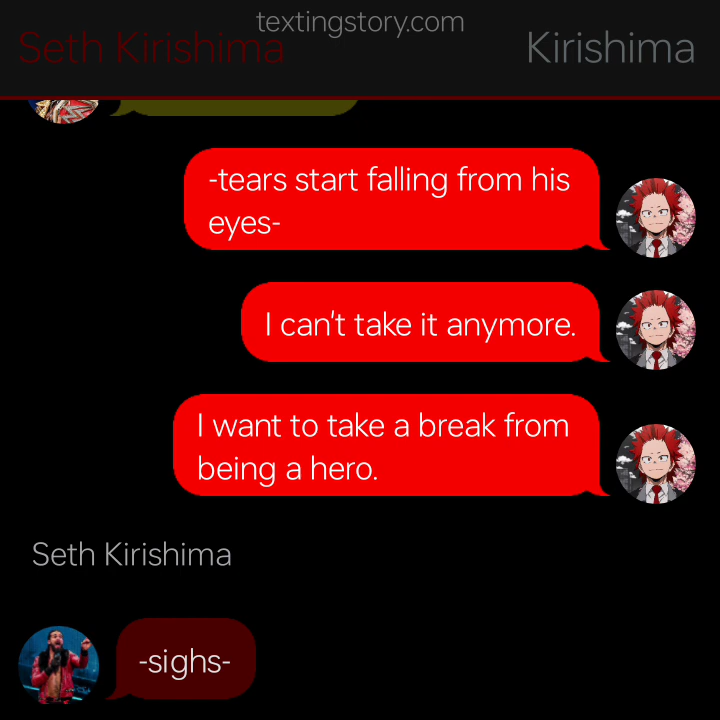 textingstory.com
Seth Kirishima
Kirishima
-tears start falling from his
eyes-
I can't take it anymore.
I want to take a break from
being a hero.
Seth Kirishima
-sighs-